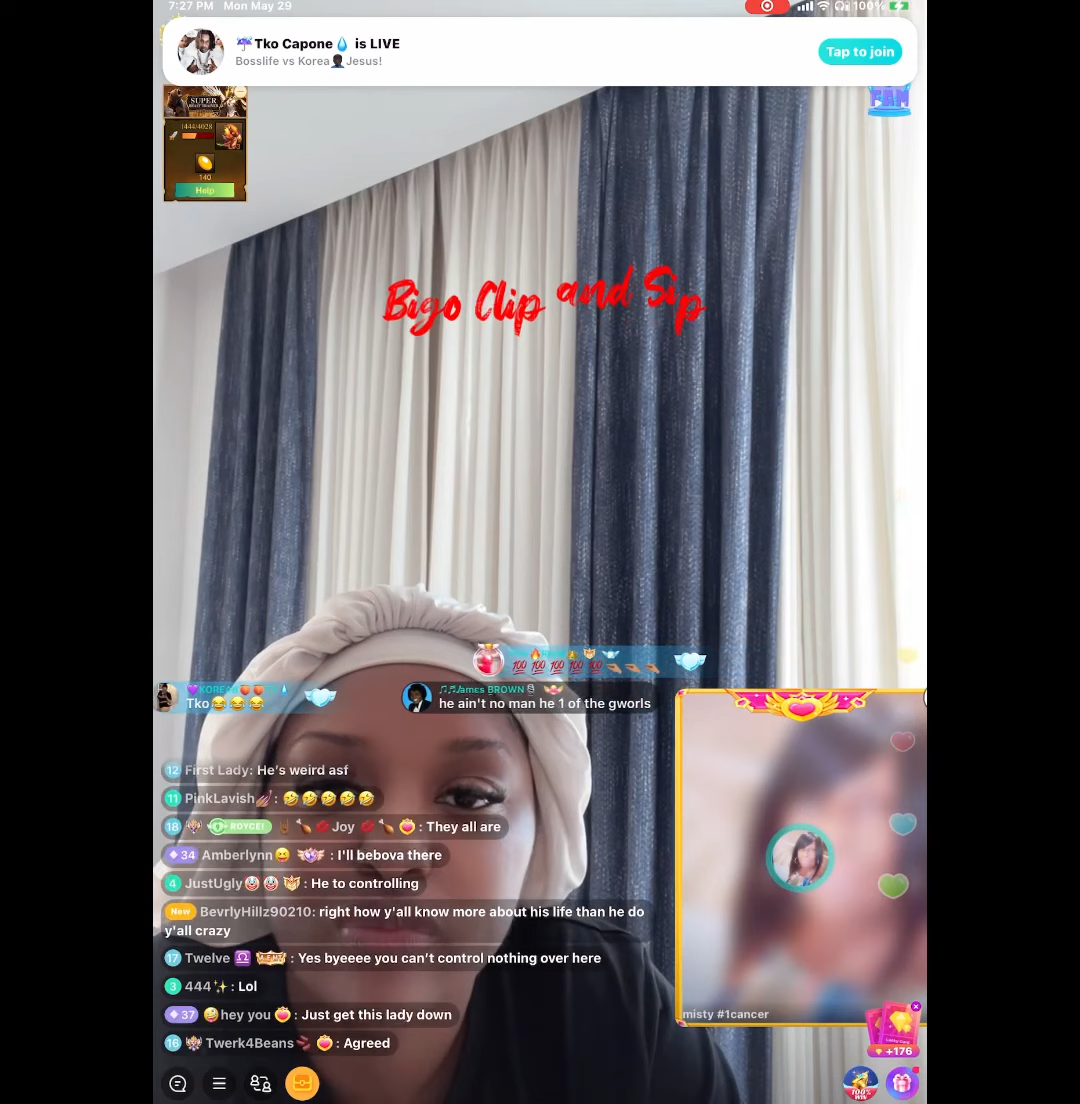 7:27 PM Mon May 29
100%
☔Tko Capone💧 is LIVE
Bosslife vs Korea👤Jesus!
Tap to join
FAM
SUPER
1444/4028
140
Help
Bigo Clip and Sip
💯💯💯💯💯
Tko😂😂😂
♫♫James BROWN
he ain't no man he 1 of the gworls
12 First Lady: He's weird asf
11 PinkLavish💅: 🤣🤣🤣🤣🤣
18 ROYCE! Joy: They all are
34 Amberlynn😝: I'll bebova there
4 JustUgly🤡🤡: He to controlling
New BevrlyHillz90210: right how y'all know more about his life than he do
y'all crazy
17 Twelve♎: Yes byeeee you can't control nothing over here
3 444✨: Lol
37 🤪hey you: Just get this lady down
16 Twerk4Beans: Agreed
misty #1cancer
+176
100%
WIN